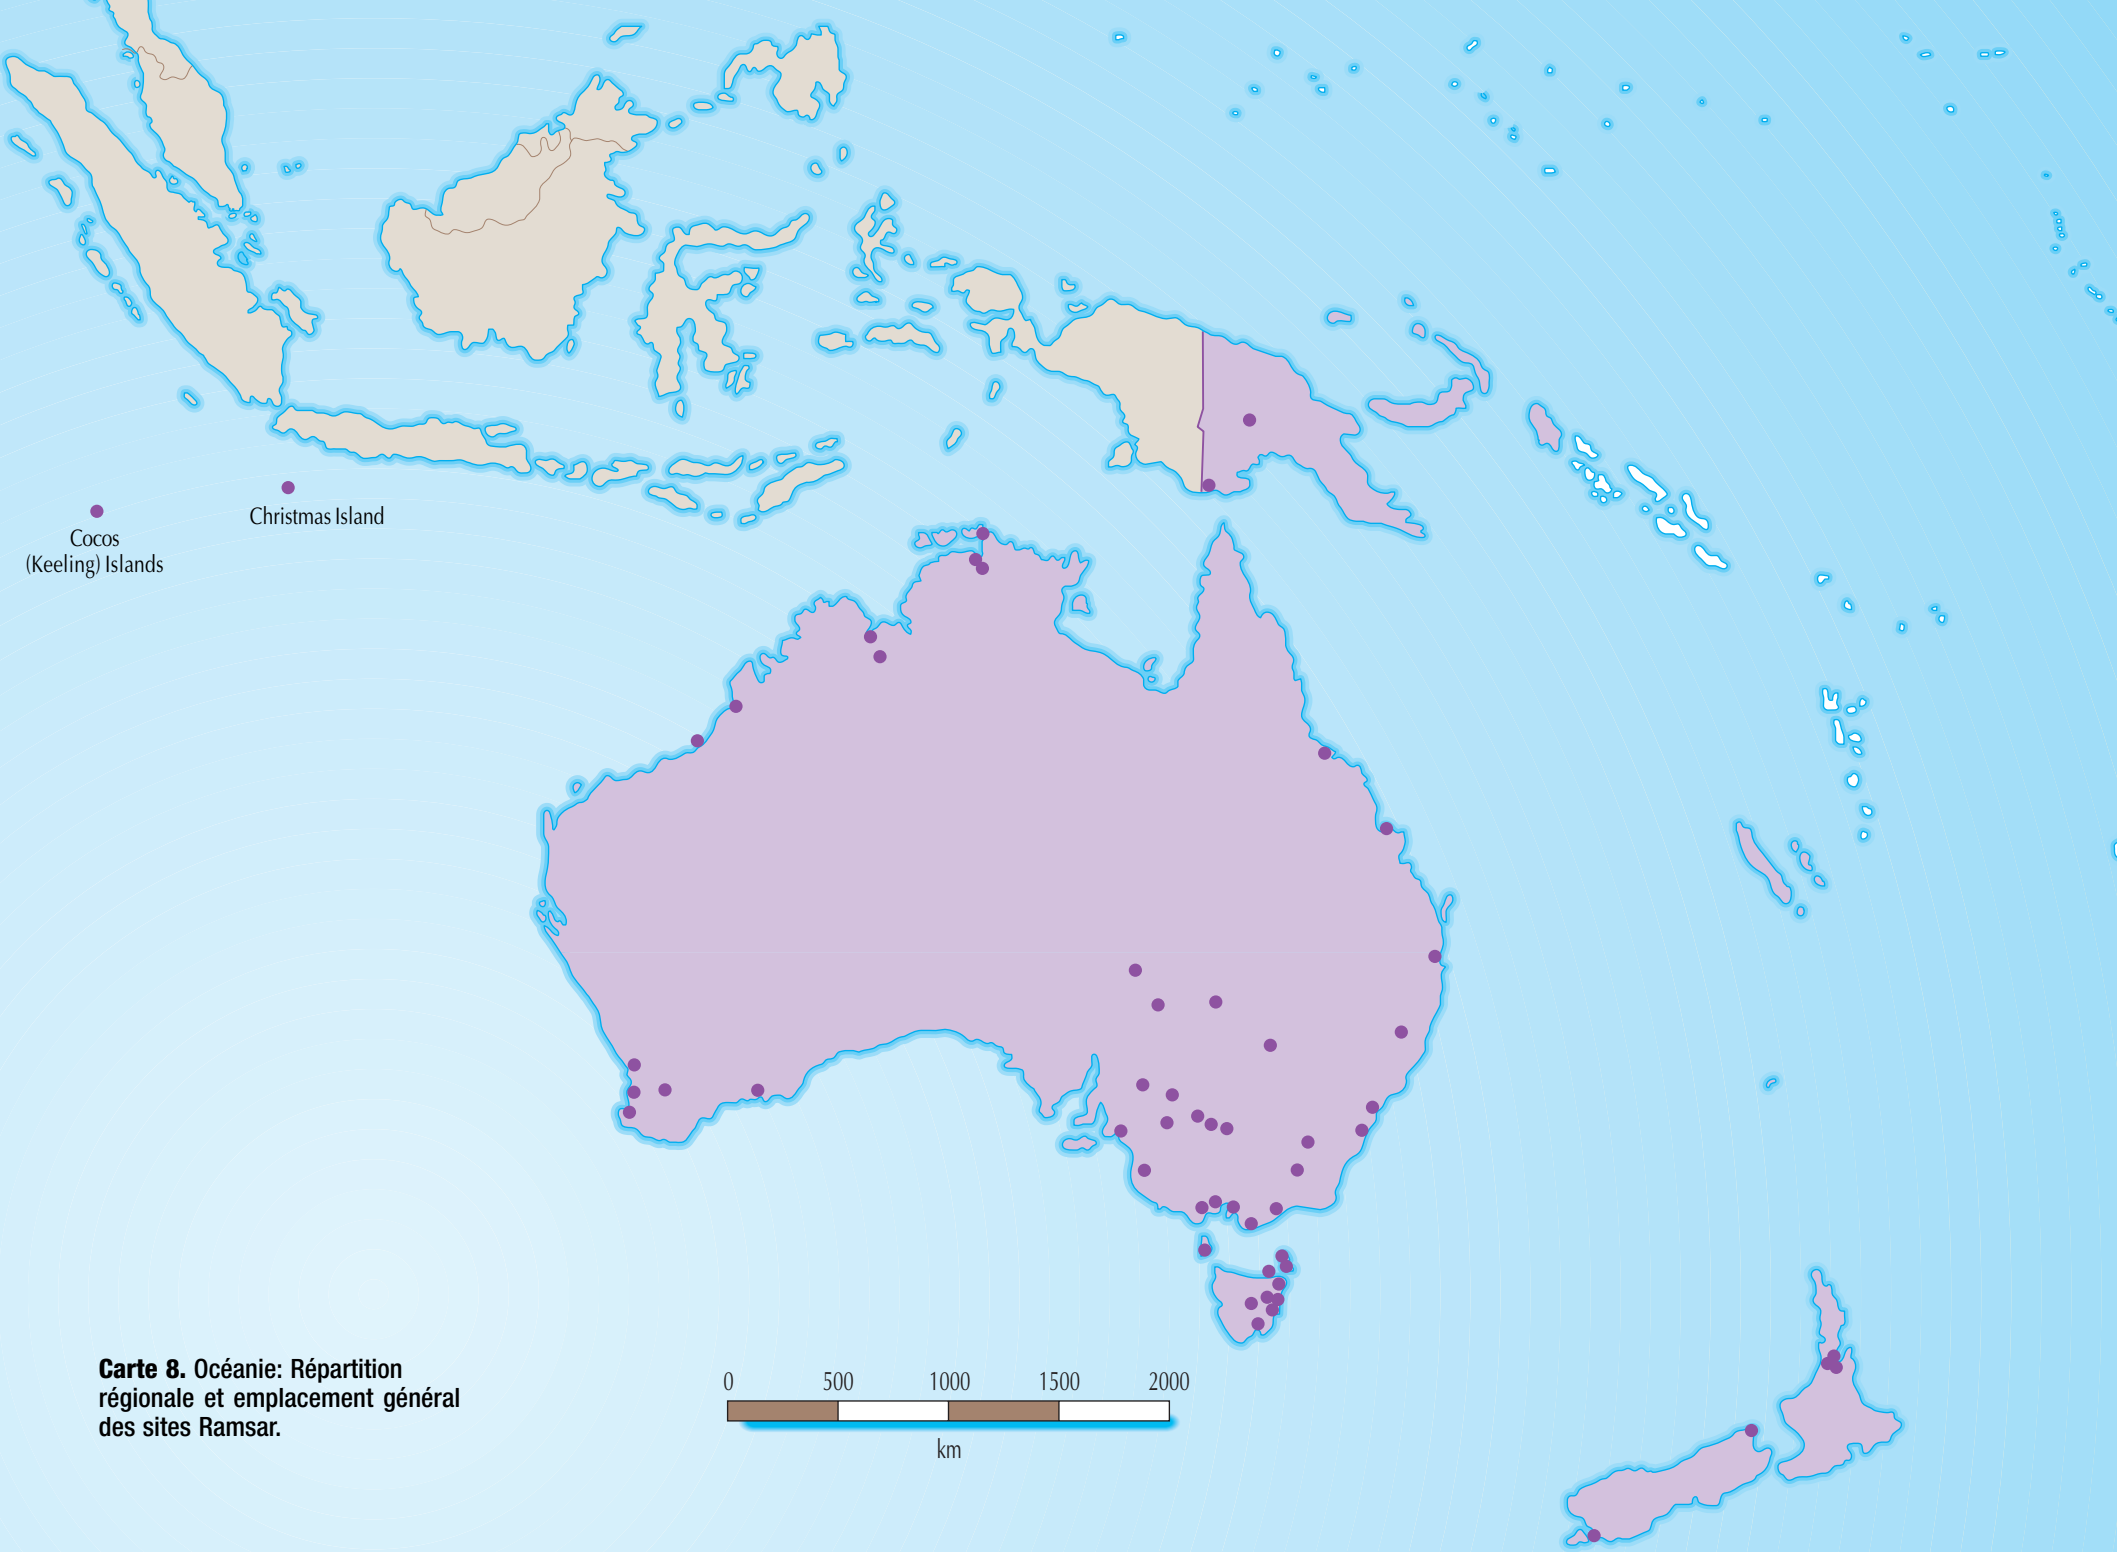 Christmas Island
Cocos
(Keeling) Islands
Carte 8. Océanie: Répartition
régionale et emplacement général
des sites Ramsar.
0 500 1000 1500 2000
km